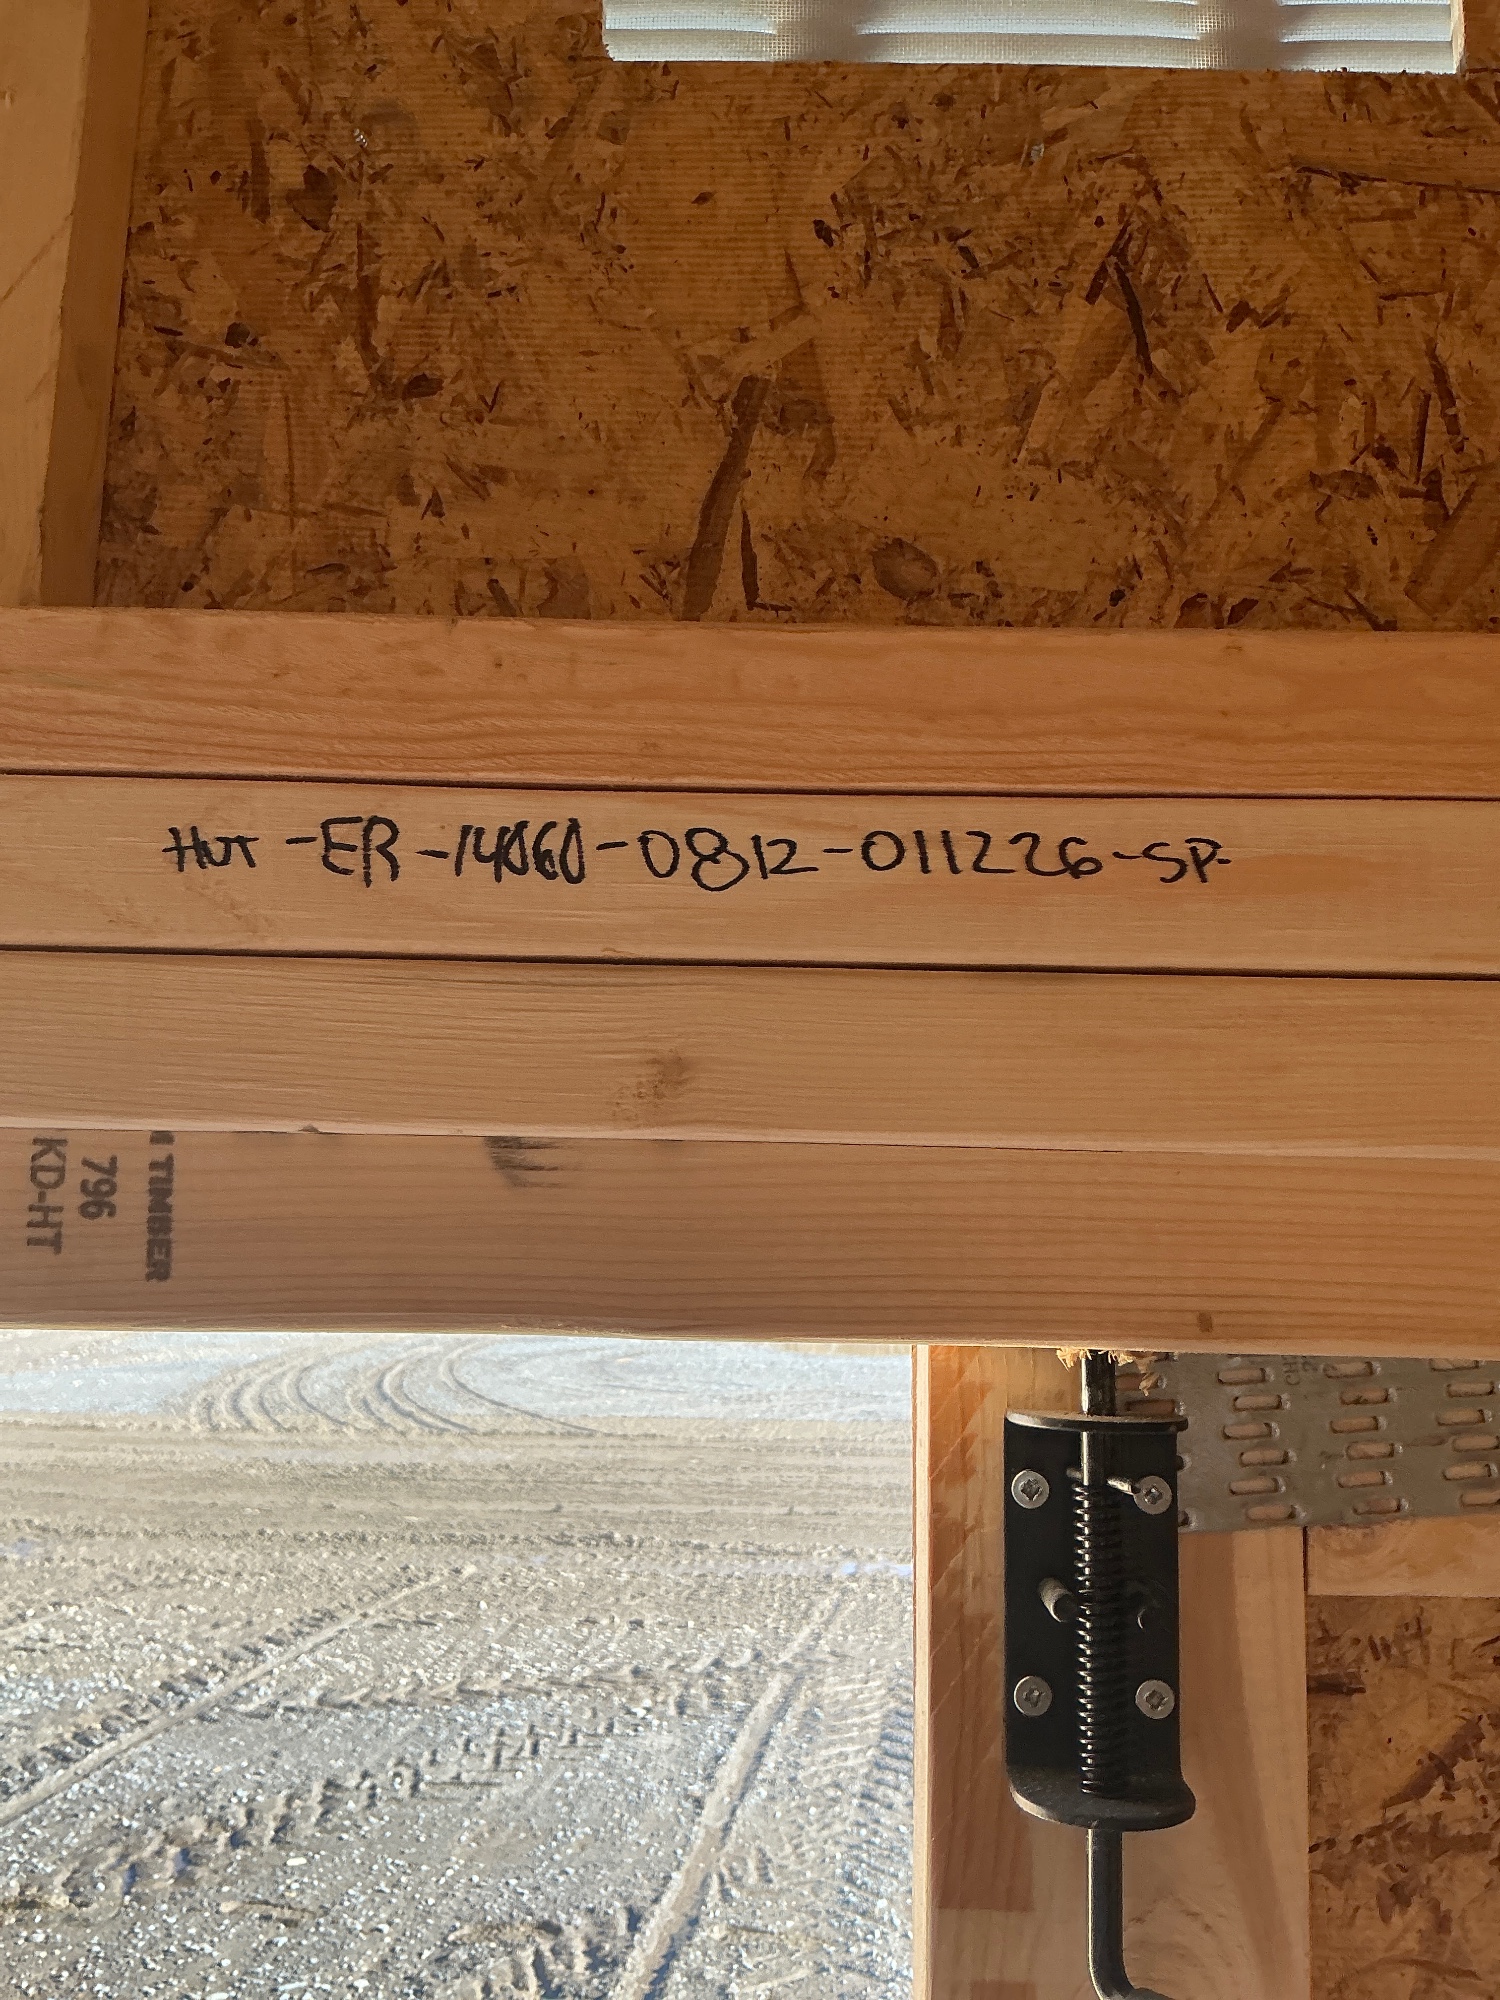 HUT -ER-14060-0812-011226-SP-
TIMBER
796
KD-HT